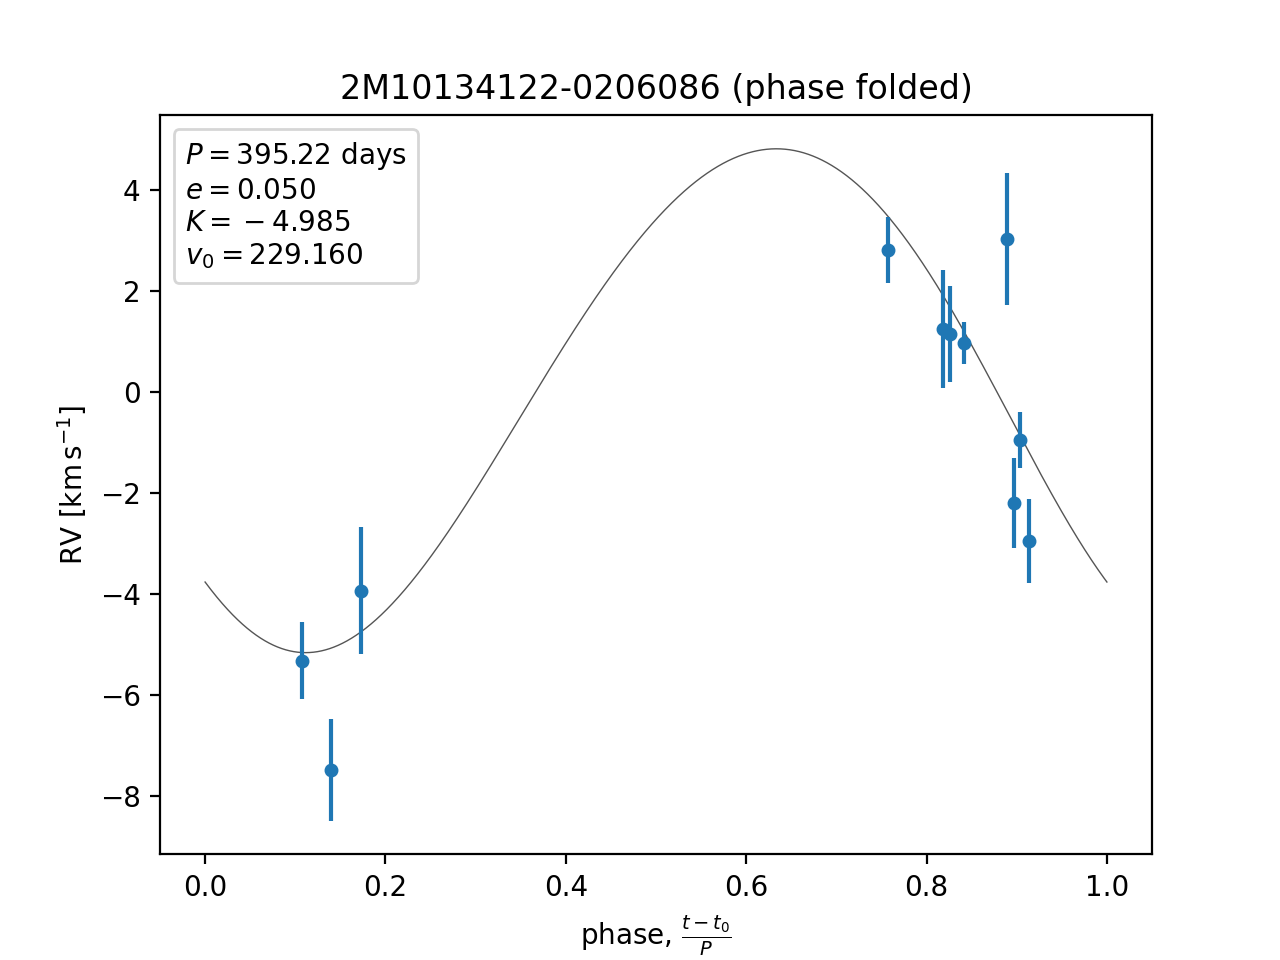 2M10134122-0206086 (phase folded)
P = 395.22 days
e = 0.050
K = −4.985
v₀ = 229.160
RV [km s⁻¹]
4
2
0
−2
−4
−6
−8
0.0 0.2 0.4 0.6 0.8 1.0
phase, (t − t₀)/P